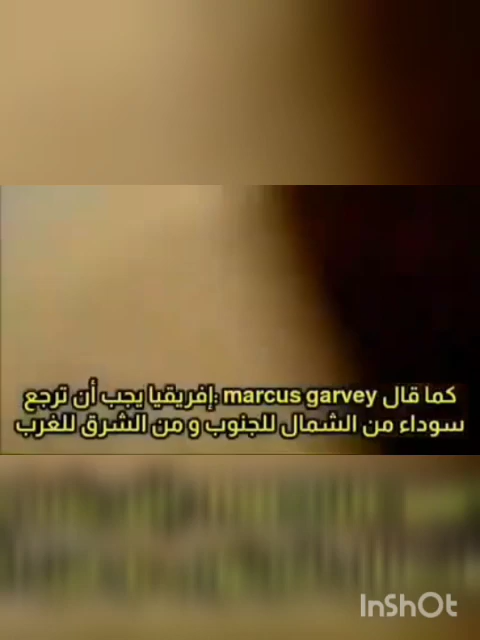 كما قال marcus garvey :إفريقيا يجب أن ترجع
سوداء من الشمال للجنوب و من الشرق للغرب
InShOt